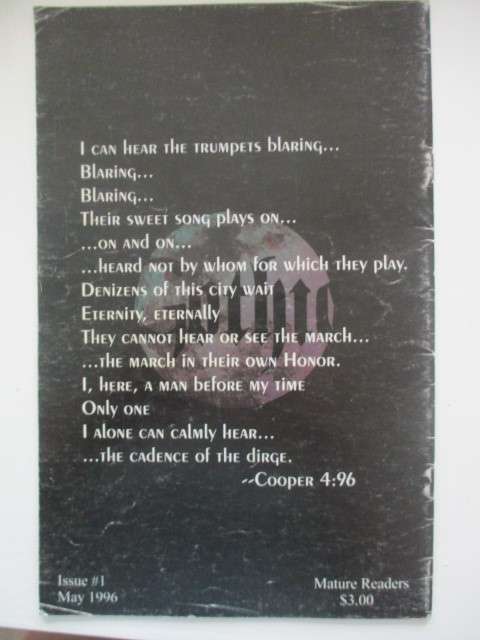 I can hear the trumpets blaring...
Blaring...
Blaring...
Their sweet song plays on...
...on and on...
...heard not by whom for which they play.
Denizens of this city wait
Eternity, eternally
They cannot hear or see the march...
...the march in their own Honor.
I, here, a man before my time
Only one
I alone can calmly hear...
...the cadence of the dirge.
--Cooper 4:96
Issue #1
May 1996
Mature Readers
$3.00